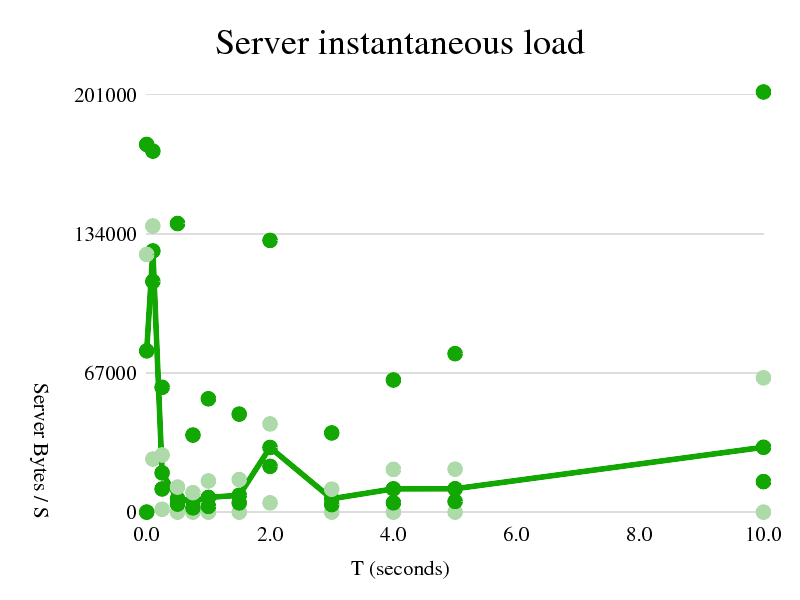 Server instantaneous load
201000
134000
67000
0
Server Bytes / S
0.0 2.0 4.0 6.0 8.0 10.0
T (seconds)